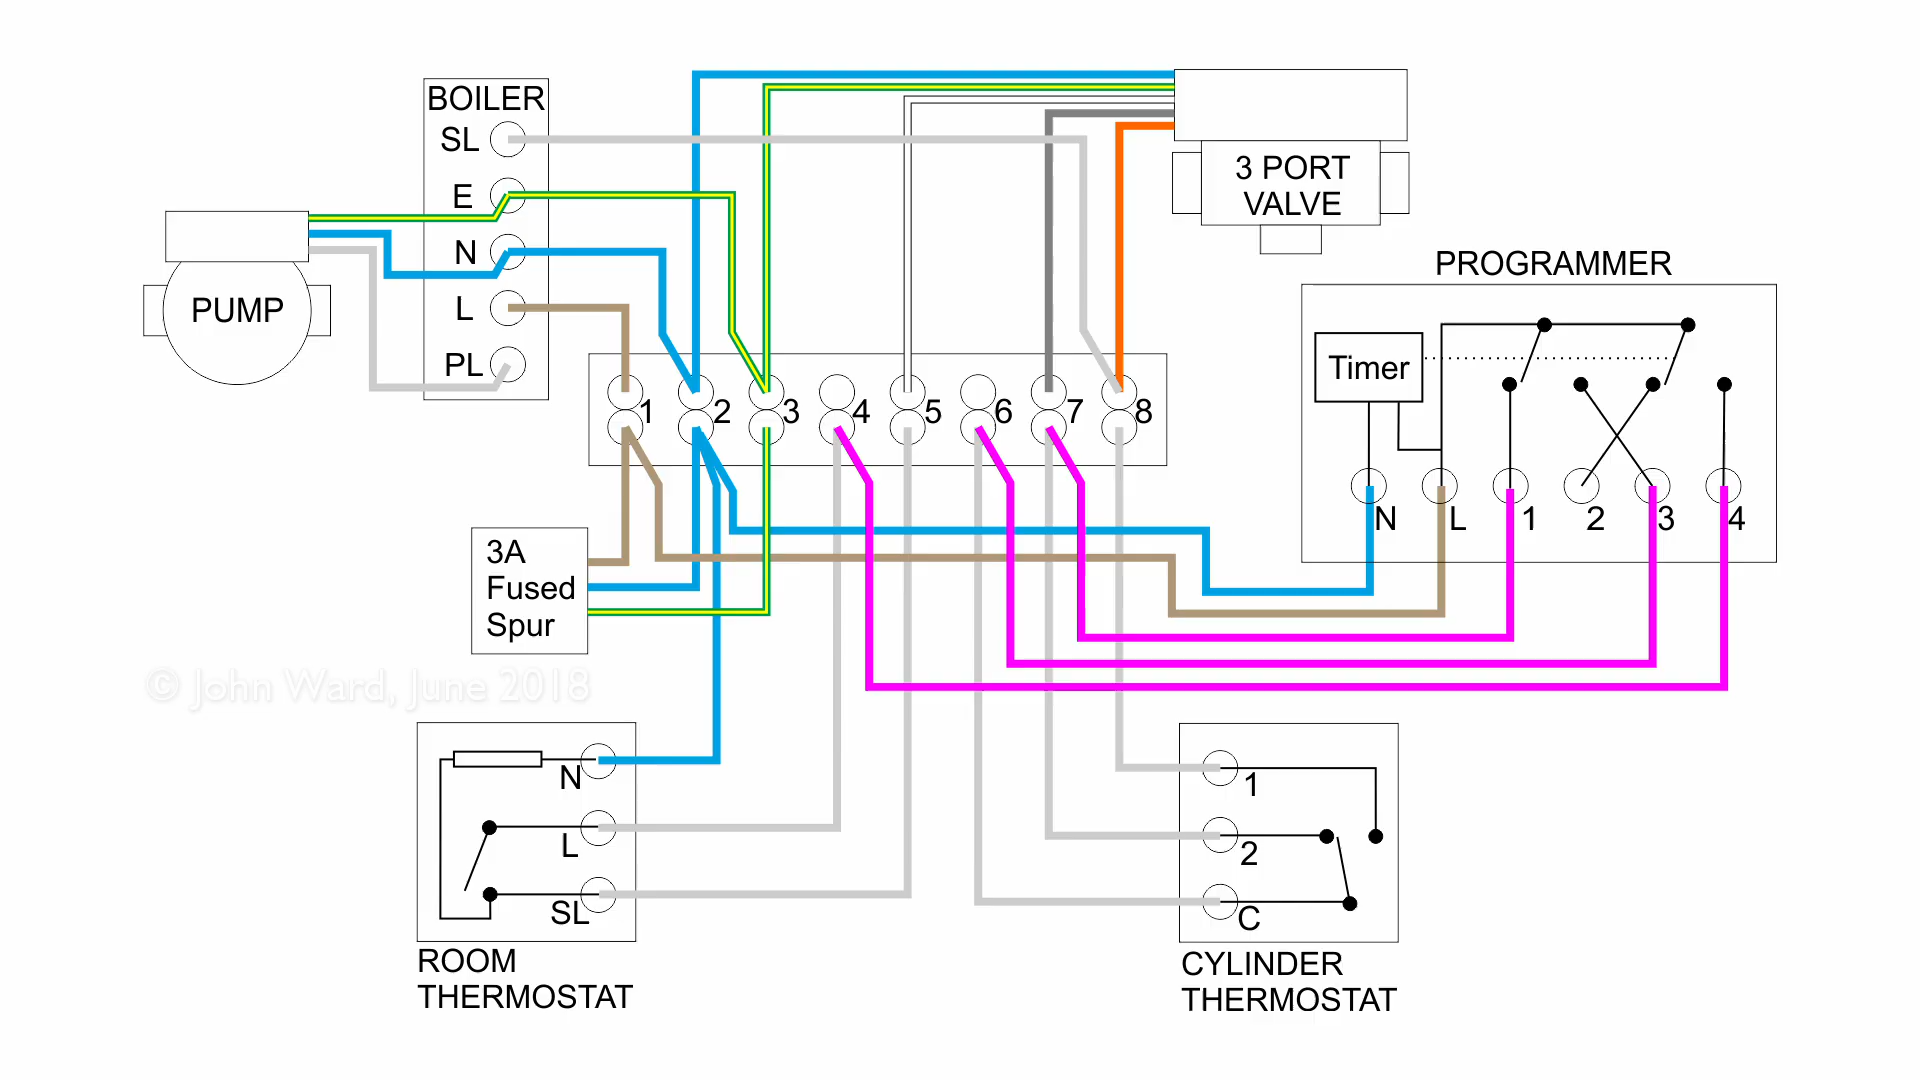 BOILER
SL
E
N
L
PL
PUMP
3 PORT
VALVE
PROGRAMMER
Timer
N
L
1
2
3
4
1
2
3
4
5
6
7
8
3A
Fused
Spur
© John Ward, June 2018
N
L
SL
ROOM
THERMOSTAT
1
2
C
CYLINDER
THERMOSTAT